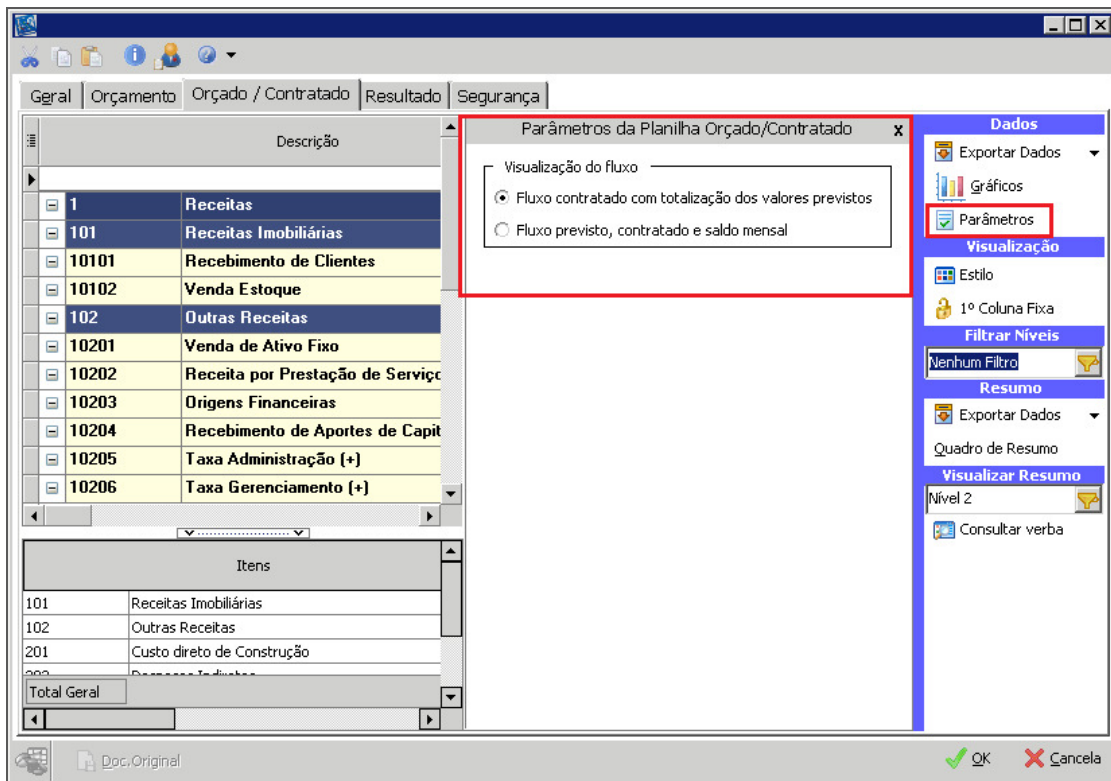 Geral Orçamento Orçado / Contratado Resultado Segurança
Descrição
1 Receitas
101 Receitas Imobiliárias
10101 Recebimento de Clientes
10102 Venda Estoque
102 Outras Receitas
10201 Venda de Ativo Fixo
10202 Receita por Prestação de Serviço
10203 Origens Financeiras
10204 Recebimento de Aportes de Capit
10205 Taxa Administração (+)
10206 Taxa Gerenciamento (+)
Itens
101 Receitas Imobiliárias
102 Outras Receitas
201 Custo direto de Construção
Total Geral
Parâmetros da Planilha Orçado/Contratado x
Visualização do fluxo
Fluxo contratado com totalização dos valores previstos
Fluxo previsto, contratado e saldo mensal
Dados
Exportar Dados
Gráficos
Parâmetros
Visualização
Estilo
1º Coluna Fixa
Filtrar Níveis
Nenhum Filtro
Resumo
Exportar Dados
Quadro de Resumo
Visualizar Resumo
Nível 2
Consultar verba
Doc.Original
OK Cancela